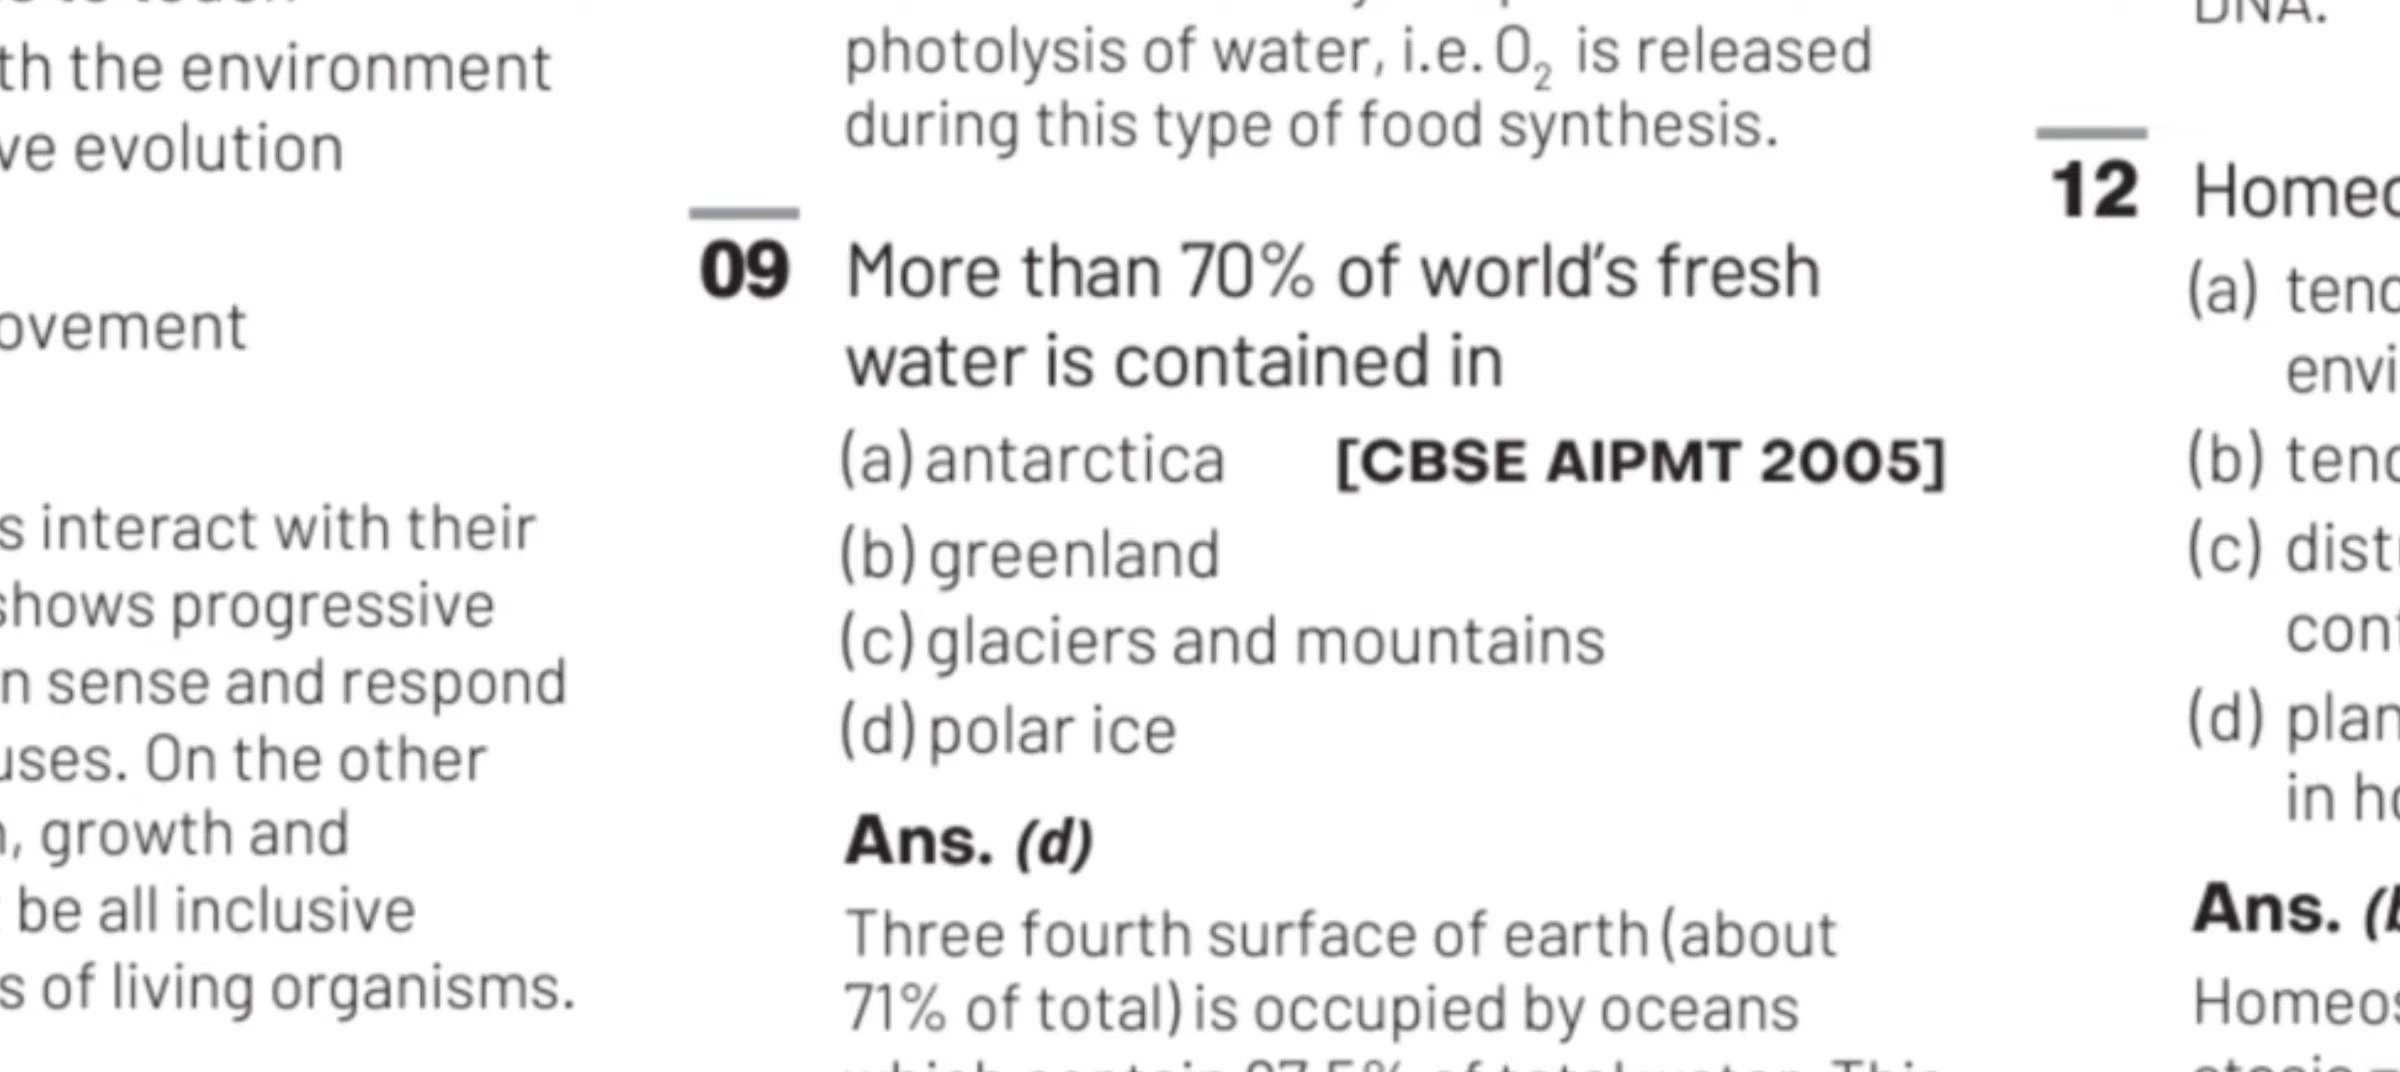 th the environment
ve evolution
ovement
s interact with their
shows progressive
n sense and respond
uses. On the other
, growth and
be all inclusive
s of living organisms.
photolysis of water, i.e. O₂ is released
during this type of food synthesis.
09 More than 70% of world's fresh
water is contained in
(a) antarctica [CBSE AIPMT 2005]
(b) greenland
(c) glaciers and mountains
(d) polar ice
Ans. (d)
Three fourth surface of earth (about
71% of total) is occupied by oceans
DNA.
12 Homeo
(a) tend
envi
(b) tend
(c) distu
cont
(d) plan
in ho
Ans. (b
Homeos